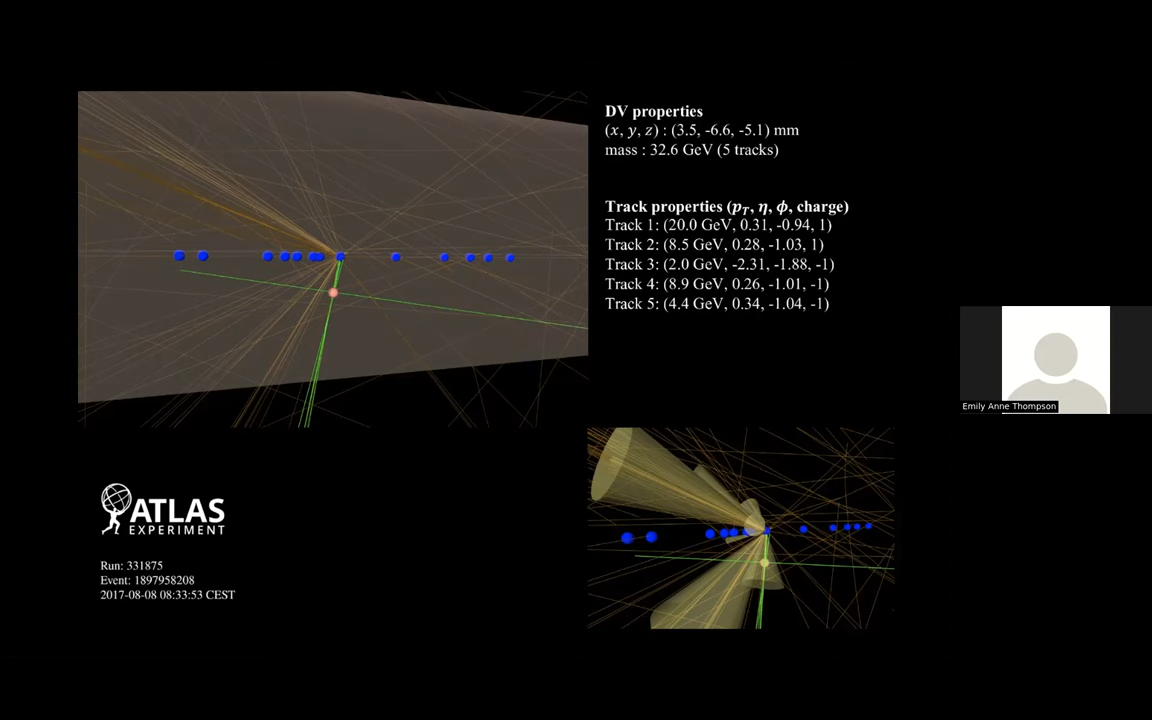 DV properties
(x, y, z) : (3.5, -6.6, -5.1) mm
mass : 32.6 GeV (5 tracks)
Track properties (p_T, η, ϕ, charge)
Track 1: (20.0 GeV, 0.31, -0.94, 1)
Track 2: (8.5 GeV, 0.28, -1.03, 1)
Track 3: (2.0 GeV, -2.31, -1.88, -1)
Track 4: (8.9 GeV, 0.26, -1.01, -1)
Track 5: (4.4 GeV, 0.34, -1.04, -1)
Emily Anne Thompson
ATLAS
EXPERIMENT
Run: 331875
Event: 1897958208
2017-08-08 08:33:53 CEST